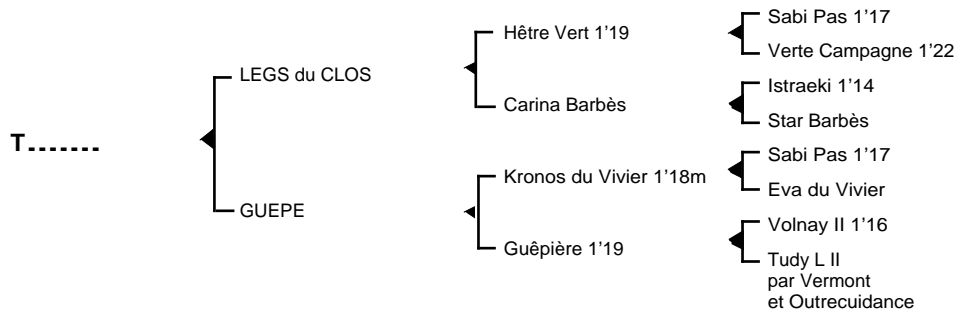 T.......
LEGS du CLOS
GUEPE
Hêtre Vert 1’19
Carina Barbès
Kronos du Vivier 1’18m
Guêpière 1’19
Sabi Pas 1’17
Verte Campagne 1’22
Istraeki 1’14
Star Barbès
Sabi Pas 1’17
Eva du Vivier
Volnay II 1’16
Tudy L II
par Vermont
et Outrecuidance